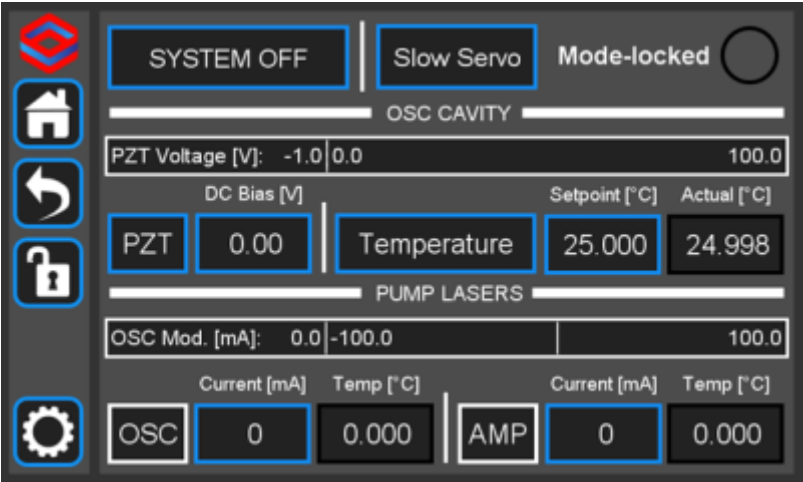 SYSTEM OFF Slow Servo Mode-locked
OSC CAVITY
PZT Voltage [V]: -1.0 0.0 100.0
DC Bias [V] Setpoint [°C] Actual [°C]
PZT 0.00 Temperature 25.000 24.998
PUMP LASERS
OSC Mod. [mA]: 0.0 -100.0 100.0
Current [mA] Temp [°C] Current [mA] Temp [°C]
OSC 0 0.000 AMP 0 0.000